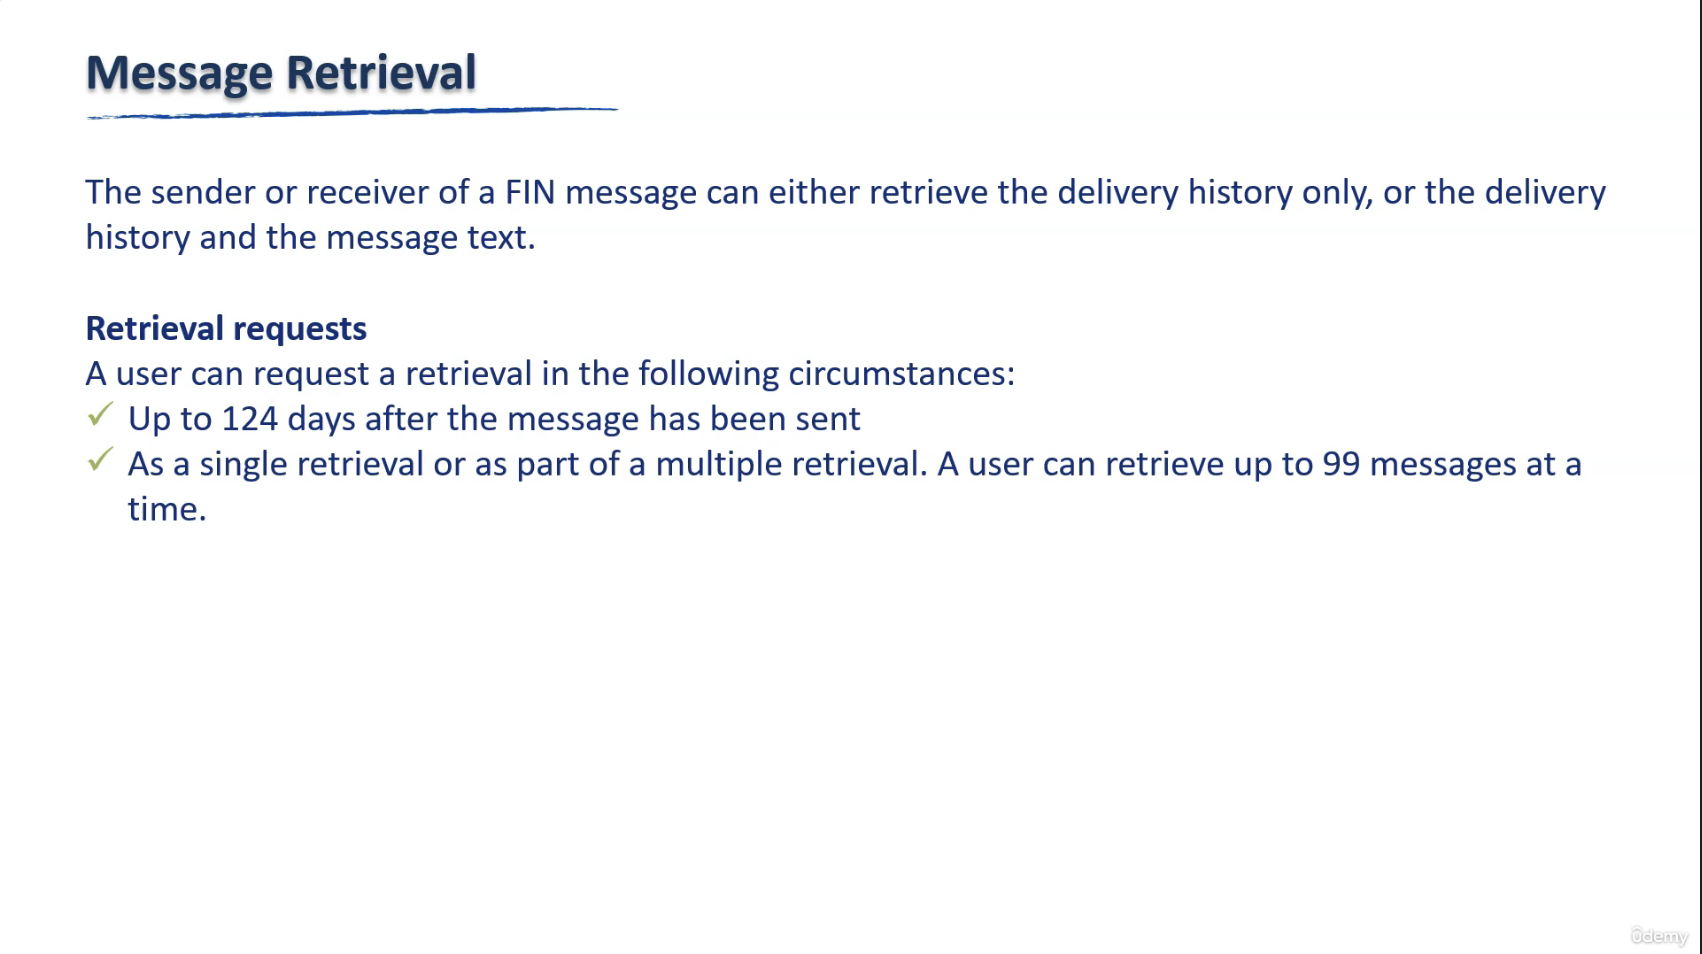 Message Retrieval
The sender or receiver of a FIN message can either retrieve the delivery history only, or the delivery
history and the message text.
Retrieval requests
A user can request a retrieval in the following circumstances:
✓ Up to 124 days after the message has been sent
✓ As a single retrieval or as part of a multiple retrieval. A user can retrieve up to 99 messages at a
time.
ûdemy